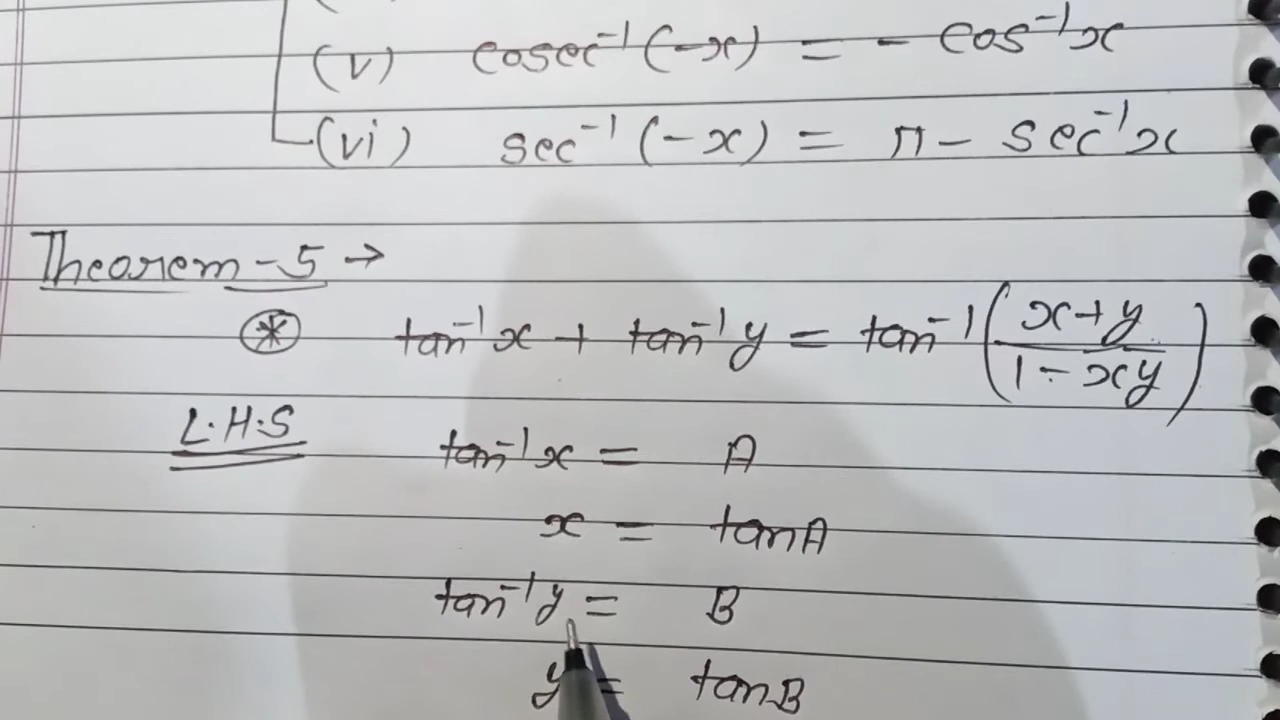 (v) cosec⁻¹(-x) = - cos⁻¹x
(vi) sec⁻¹(-x) = π - sec⁻¹x
Theorem-5 →
⊛ tan⁻¹x + tan⁻¹y = tan⁻¹((x+y)/(1-xy))
L.H.S tan⁻¹x = A
x = tanA
tan⁻¹y = B
y = tanB